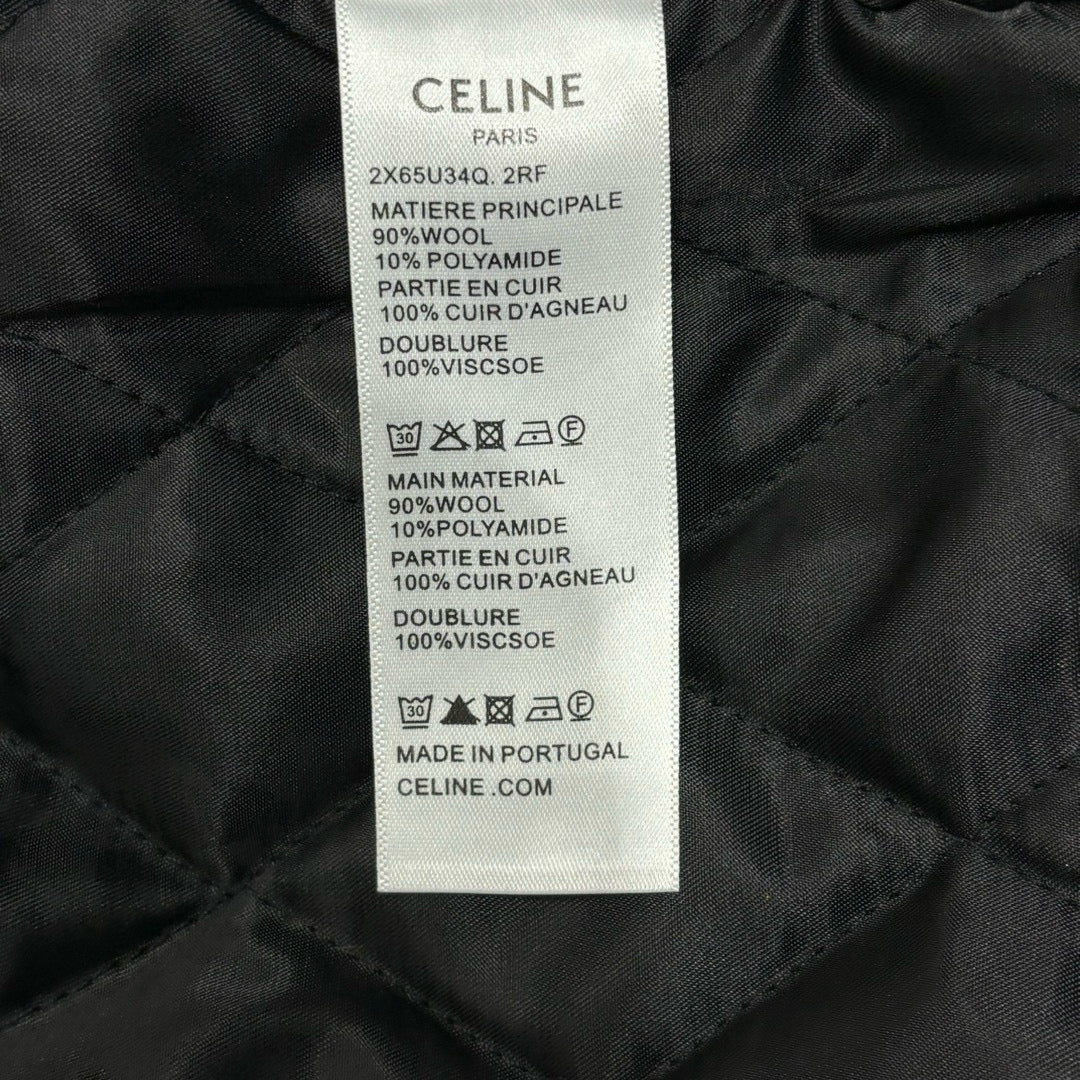 CELINE
PARIS
2X65U34Q. 2RF
MATIERE PRINCIPALE
90%WOOL
10% POLYAMIDE
PARTIE EN CUIR
100% CUIR D'AGNEAU
DOUBLURE
100%VISCSOE
30 F
MAIN MATERIAL
90%WOOL
10%POLYAMIDE
PARTIE EN CUIR
100% CUIR D'AGNEAU
DOUBLURE
100%VISCSOE
30 F
MADE IN PORTUGAL
CELINE .COM